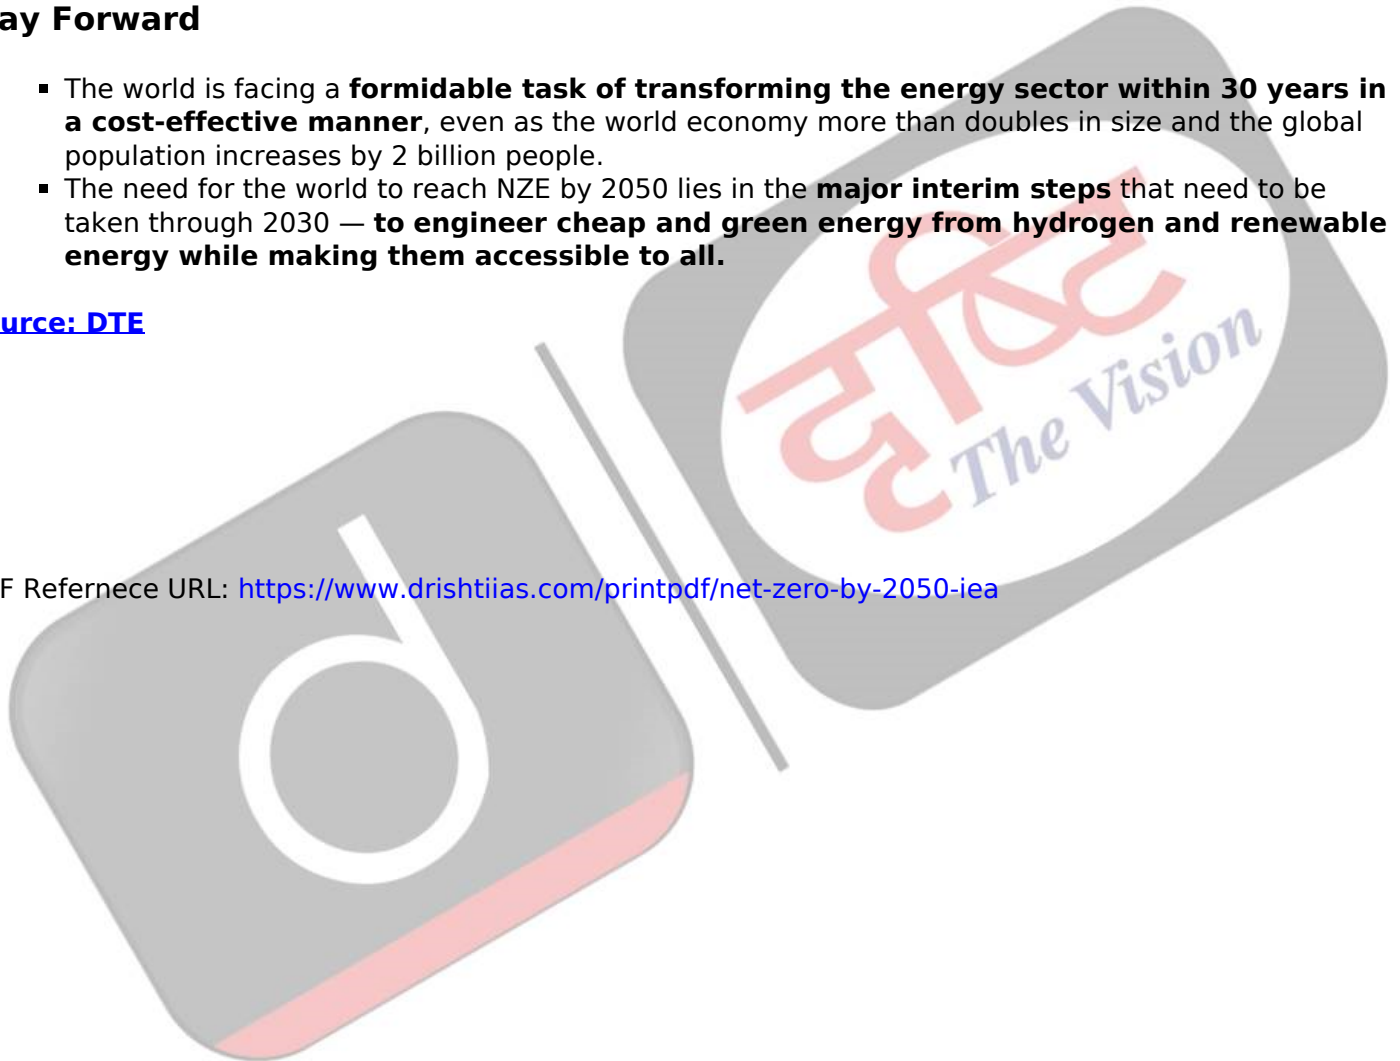 ay Forward
The world is facing a formidable task of transforming the energy sector within 30 years in
a cost-effective manner, even as the world economy more than doubles in size and the global
population increases by 2 billion people.
The need for the world to reach NZE by 2050 lies in the major interim steps that need to be
taken through 2030 — to engineer cheap and green energy from hydrogen and renewable
energy while making them accessible to all.
urce: DTE
दृष्टि
The Vision
d
F Refernece URL: https://www.drishtiias.com/printpdf/net-zero-by-2050-iea